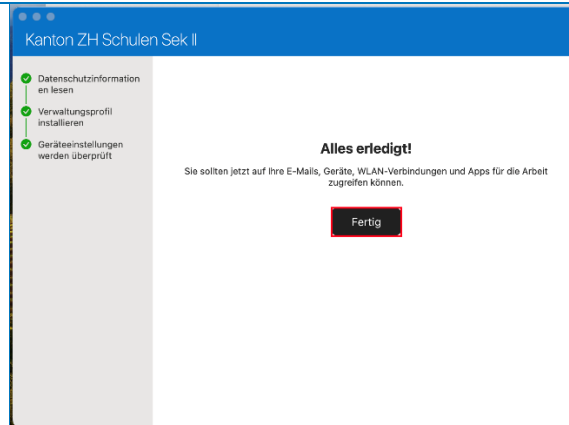 Kanton ZH Schulen Sek II
Datenschutzinformation
en lesen
Verwaltungsprofil
installieren
Geräteeinstellungen
werden überprüft
Alles erledigt!
Sie sollten jetzt auf Ihre E-Mails, Geräte, WLAN-Verbindungen und Apps für die Arbeit
zugreifen können.
Fertig